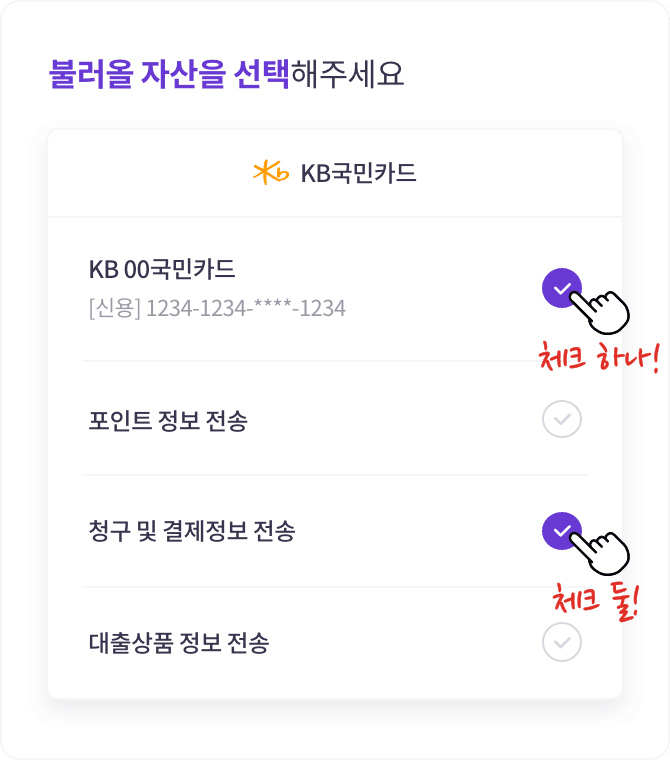 불러올 자산을 선택해주세요
KB국민카드
KB 00국민카드
[신용] 1234-1234-****-1234
체크 하나!
포인트 정보 전송
청구 및 결제정보 전송
체크 둘!
대출상품 정보 전송